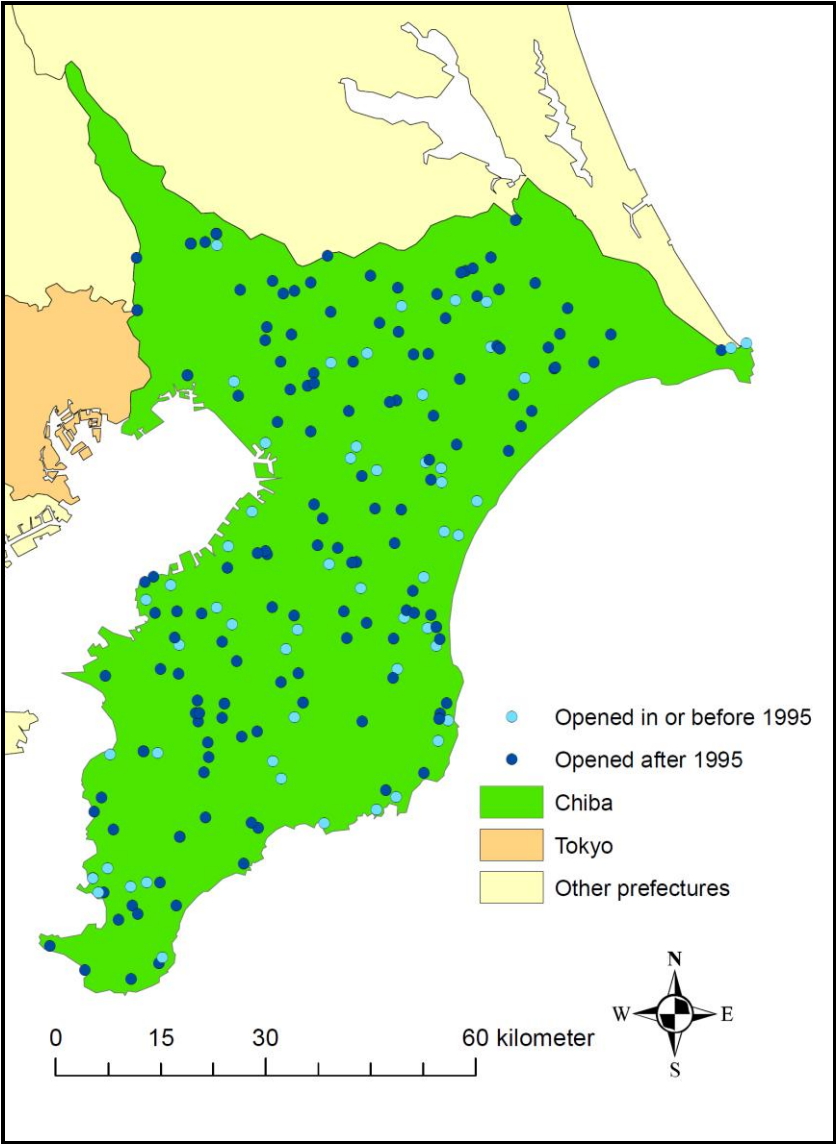 Opened in or before 1995
Opened after 1995
Chiba
Tokyo
Other prefectures
N
W E
S
0 15 30 60 kilometer